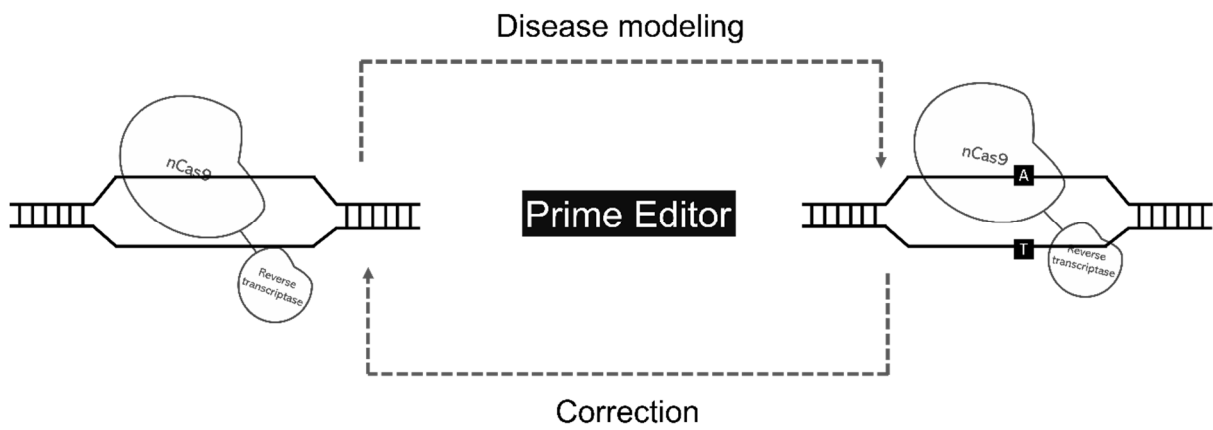 Disease modeling
nCas9
nCas9
A
Prime Editor
T
Reverse
transcriptase
Reverse
transcriptase
Correction